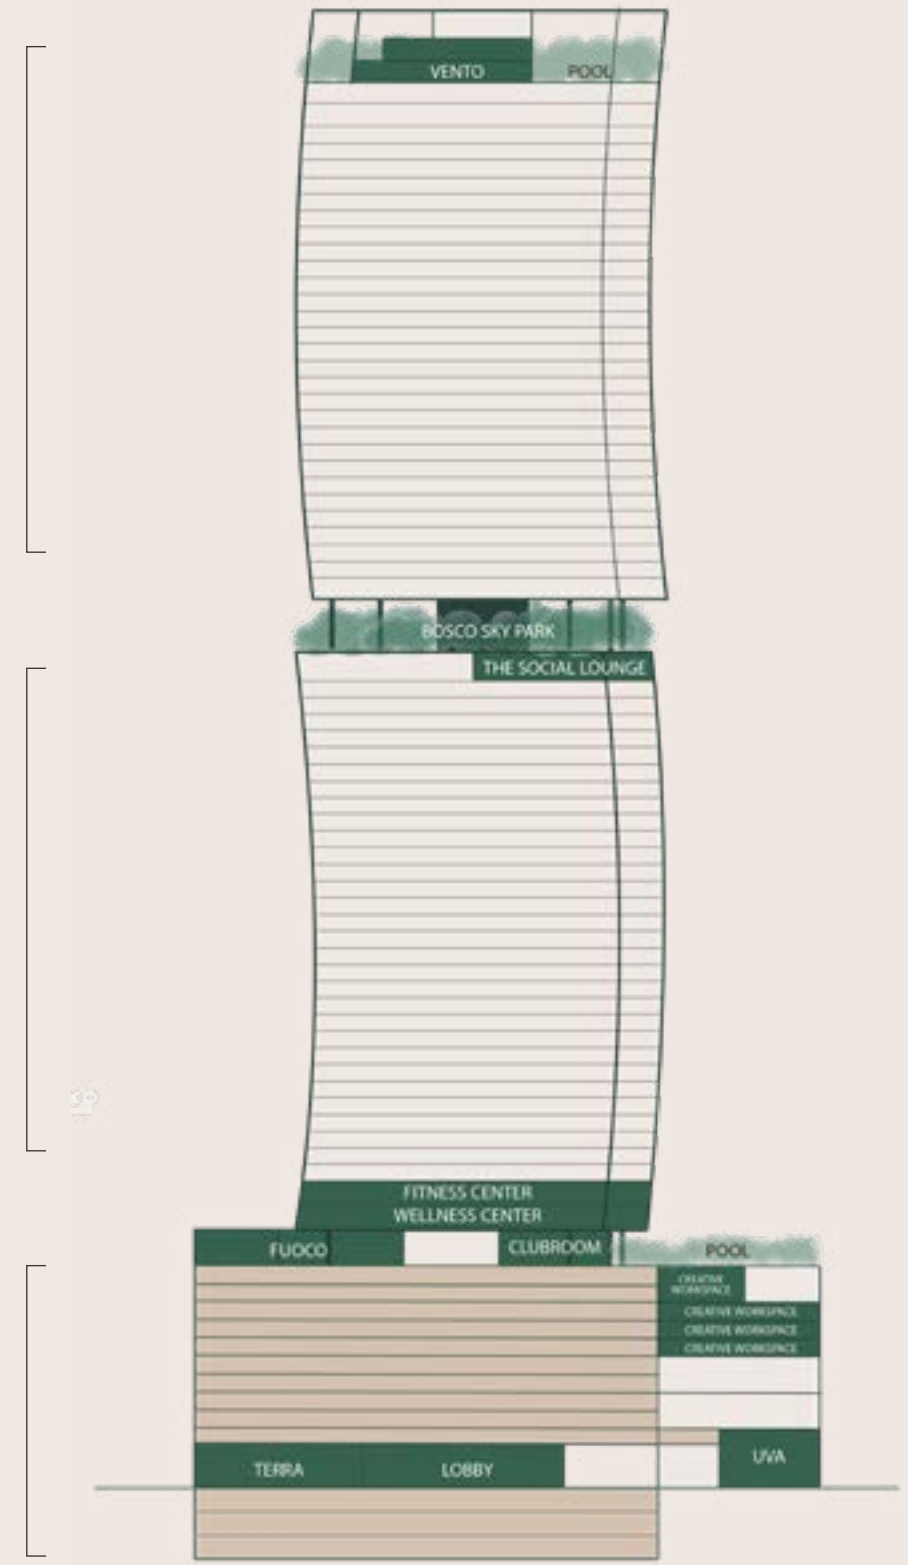 VENTO
POOL
BOSCO SKY PARK
THE SOCIAL LOUNGE
FITNESS CENTER
WELLNESS CENTER
FUOCO
CLUBROOM
POOL
CREATIVE
WORKSPACE
CREATIVE WORKSPACE
CREATIVE WORKSPACE
CREATIVE WORKSPACE
UVA
TERRA
LOBBY